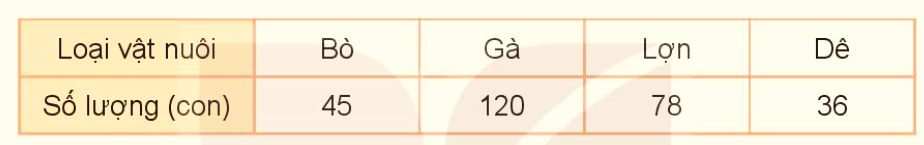 Loại vật nuôi Bò Gà Lợn Dê
Số lượng (con) 45 120 78 36